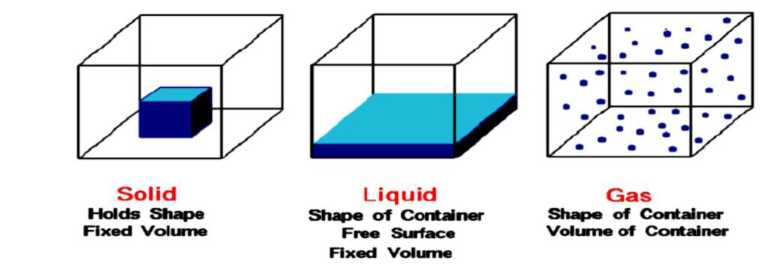 Solid
Holds Shape
Fixed Volume
Liquid
Shape of Container
Free Surface
Fixed Volume
Gas
Shape of Container
Volume of Container